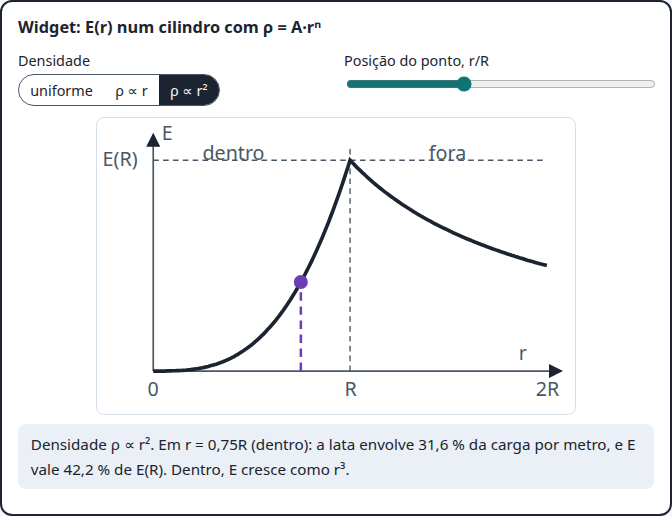 Widget: E(r) num cilindro com ρ = A·rⁿ
Densidade
Posição do ponto, r/R
uniforme ρ ∝ r ρ ∝ r²
E
E(R)
dentro
fora
r
0
R
2R
Densidade ρ ∝ r². Em r = 0,75R (dentro): a lata envolve 31,6 % da carga por metro, e E
vale 42,2 % de E(R). Dentro, E cresce como r³.